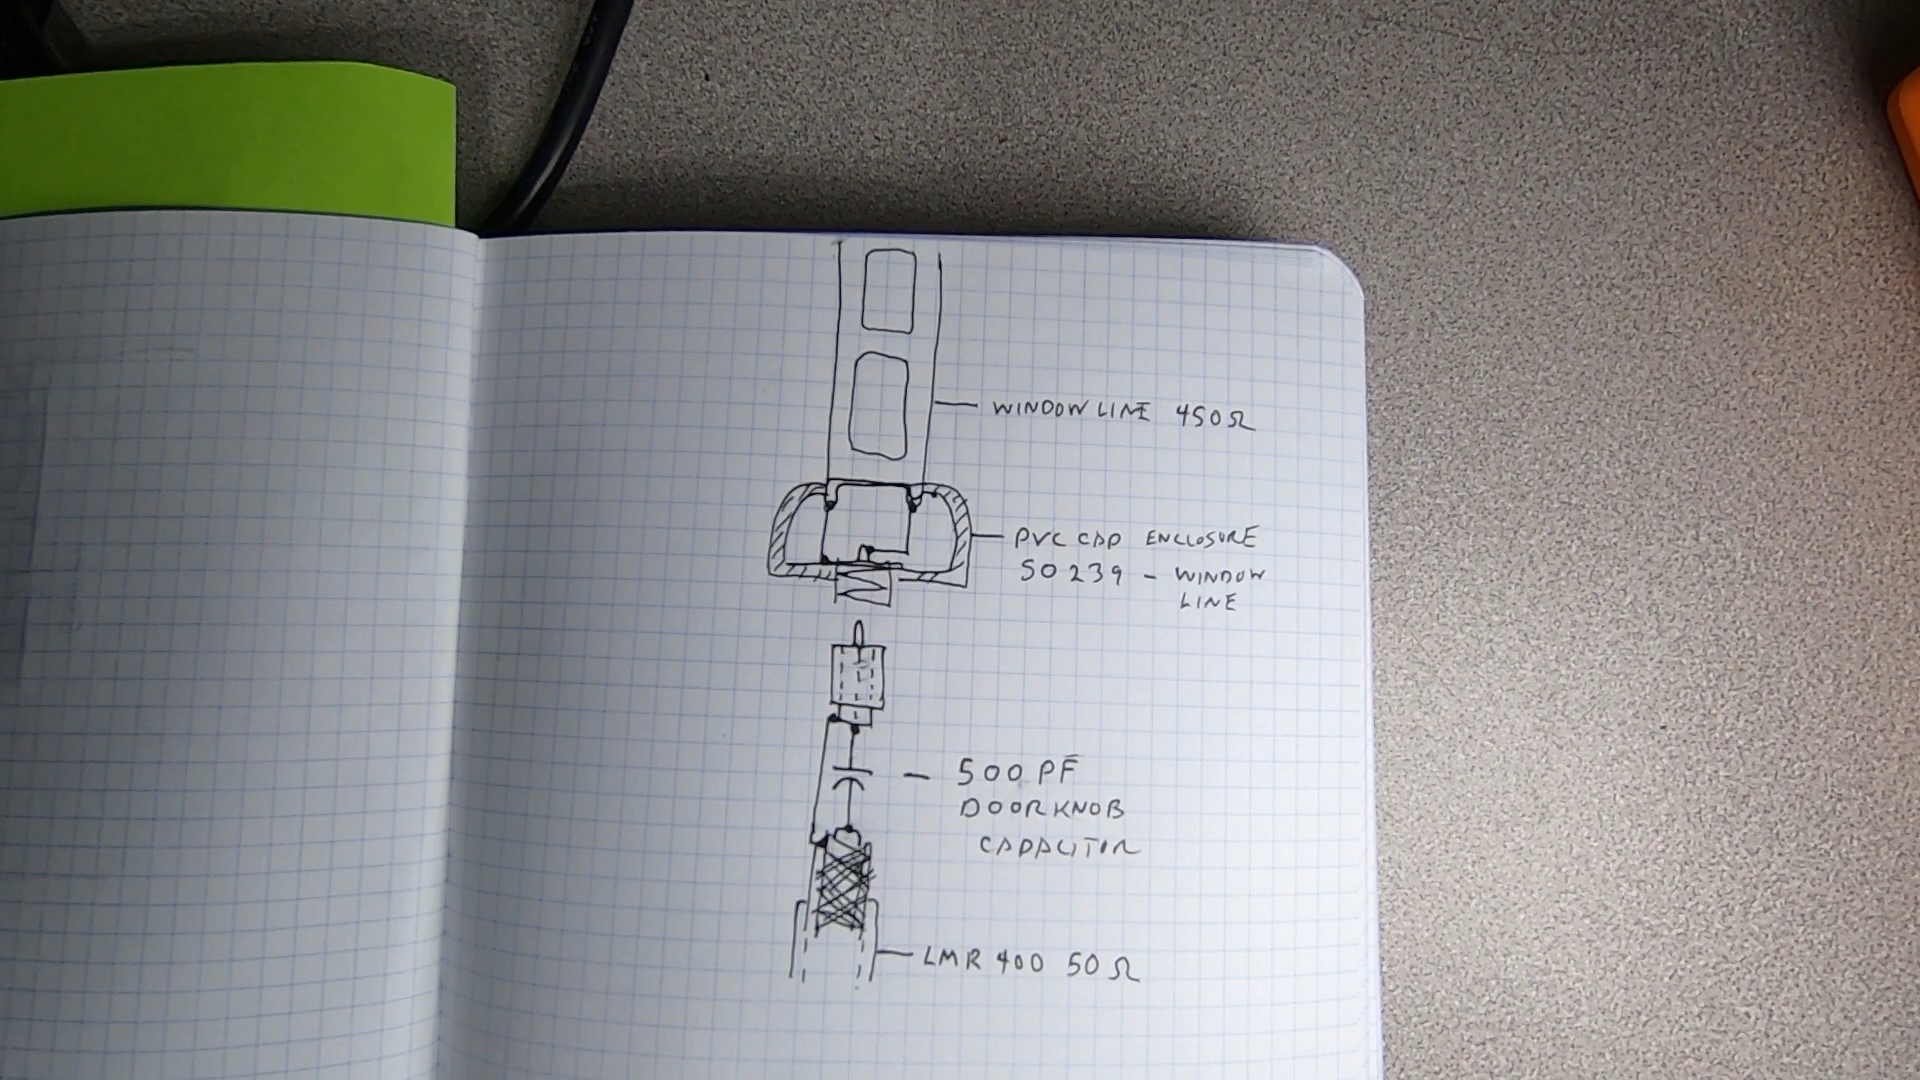 WINDOW LINE 450Ω
PVC CAP ENCLOSURE
SO239 - WINDOW
LINE
- 500 PF
DOORKNOB
CAPACITOR
LMR 400 50Ω